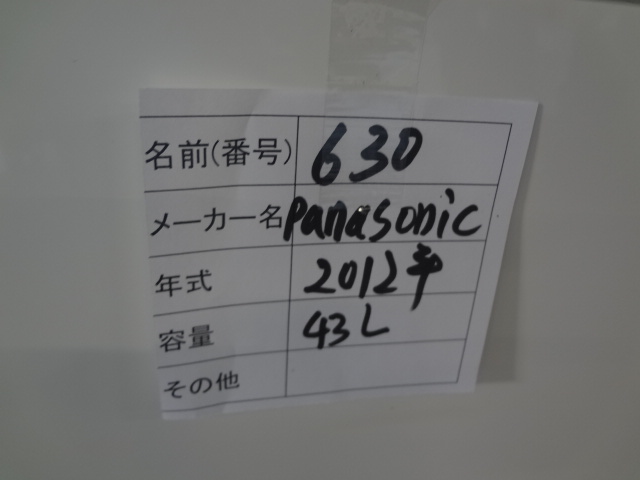 名前(番号) 630
メーカー名 Panasonic
年式 2012年
容量 43L
その他